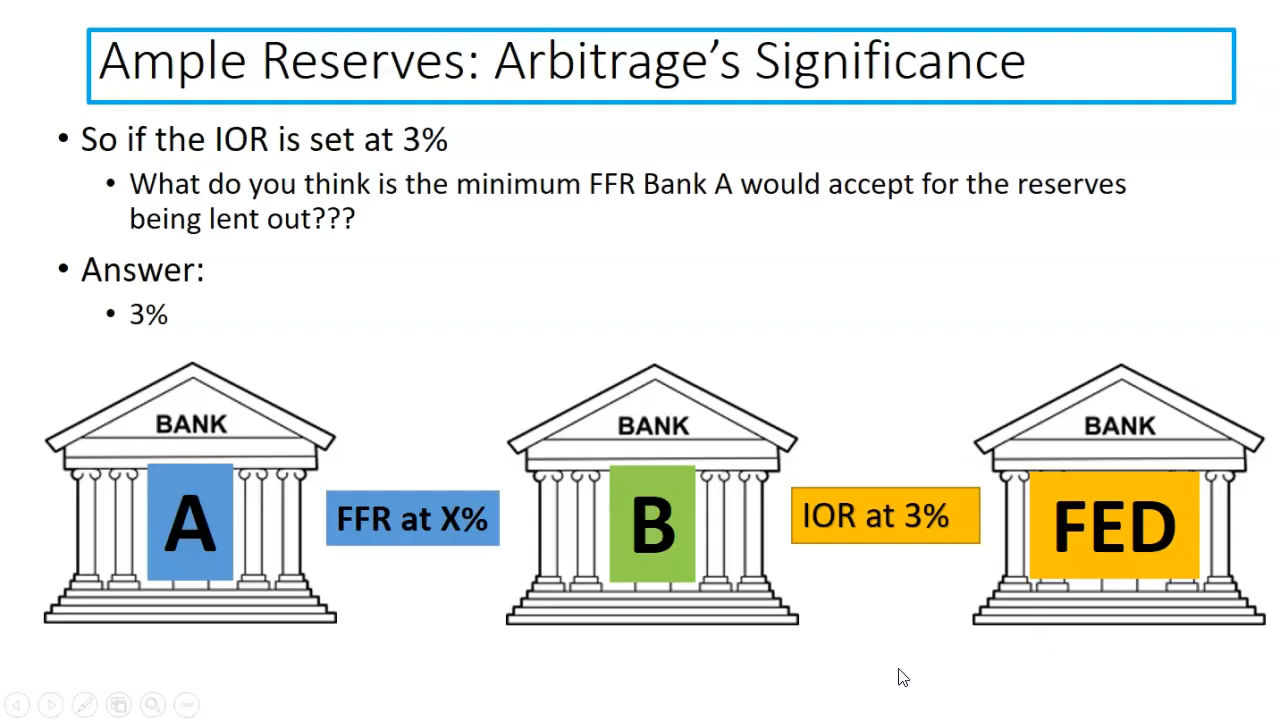 Ample Reserves: Arbitrage’s Significance
• So if the IOR is set at 3%
• What do you think is the minimum FFR Bank A would accept for the reserves
being lent out???
• Answer:
• 3%
BANK
A
FFR at X%
BANK
B
IOR at 3%
BANK
FED